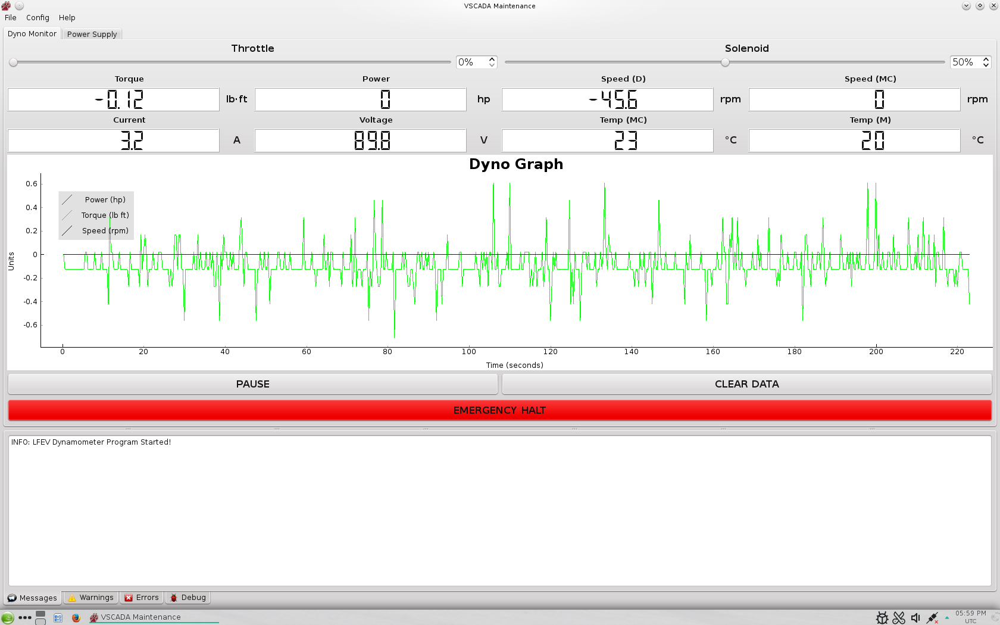 VSCADA Maintenance
File Config Help
Dyno Monitor Power Supply
Throttle Solenoid
0% 50%
Torque Power Speed (D) Speed (MC)
-0.12 lb·ft 0 hp -45.6 rpm 0 rpm
Current Voltage Temp (MC) Temp (M)
3.2 A 89.8 V 23 °C 20 °C
Dyno Graph
0.6
0.4
0.2
0
-0.2
-0.4
-0.6
Units
Power (hp)
Torque (lb ft)
Speed (rpm)
0 20 40 60 80 100 120 140 160 180 200 220
Time (seconds)
PAUSE CLEAR DATA
EMERGENCY HALT
INFO: LFEV Dynamometer Program Started!
Messages Warnings Errors Debug
VSCADA Maintenance
05:59 PM
UTC